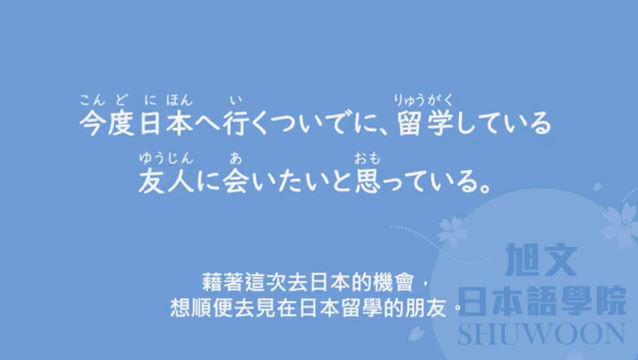 こんどにほんいりゅうがく
今度日本へ行くついでに、留学している
ゆうじんあおも
友人に会いたいと思っている。
藉著這次去日本的機會，
想順便去見在日本留學的朋友。
旭文
日本語學院
SHUWOON